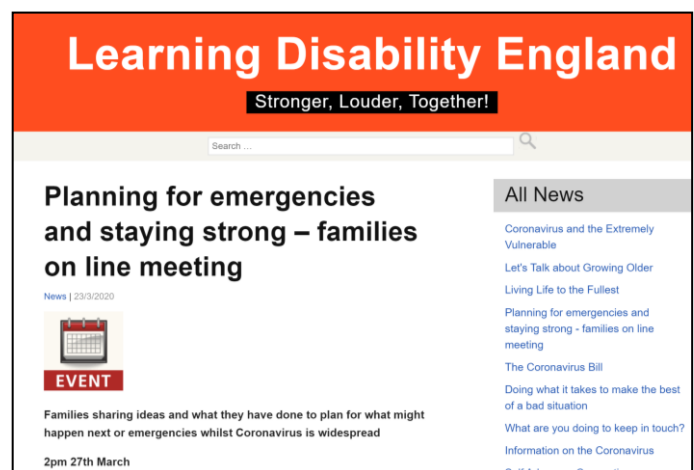 Learning Disability England
Stronger, Louder, Together!
Search ...
Planning for emergencies
and staying strong – families
on line meeting
News | 23/3/2020
EVENT
Families sharing ideas and what they have done to plan for what might
happen next or emergencies whilst Coronavirus is widespread
2pm 27th March
All News
Coronavirus and the Extremely
Vulnerable
Let's Talk about Growing Older
Living Life to the Fullest
Planning for emergencies and
staying strong - families on line
meeting
The Coronavirus Bill
Doing what it takes to make the best
of a bad situation
What are you doing to keep in touch?
Information on the Coronavirus